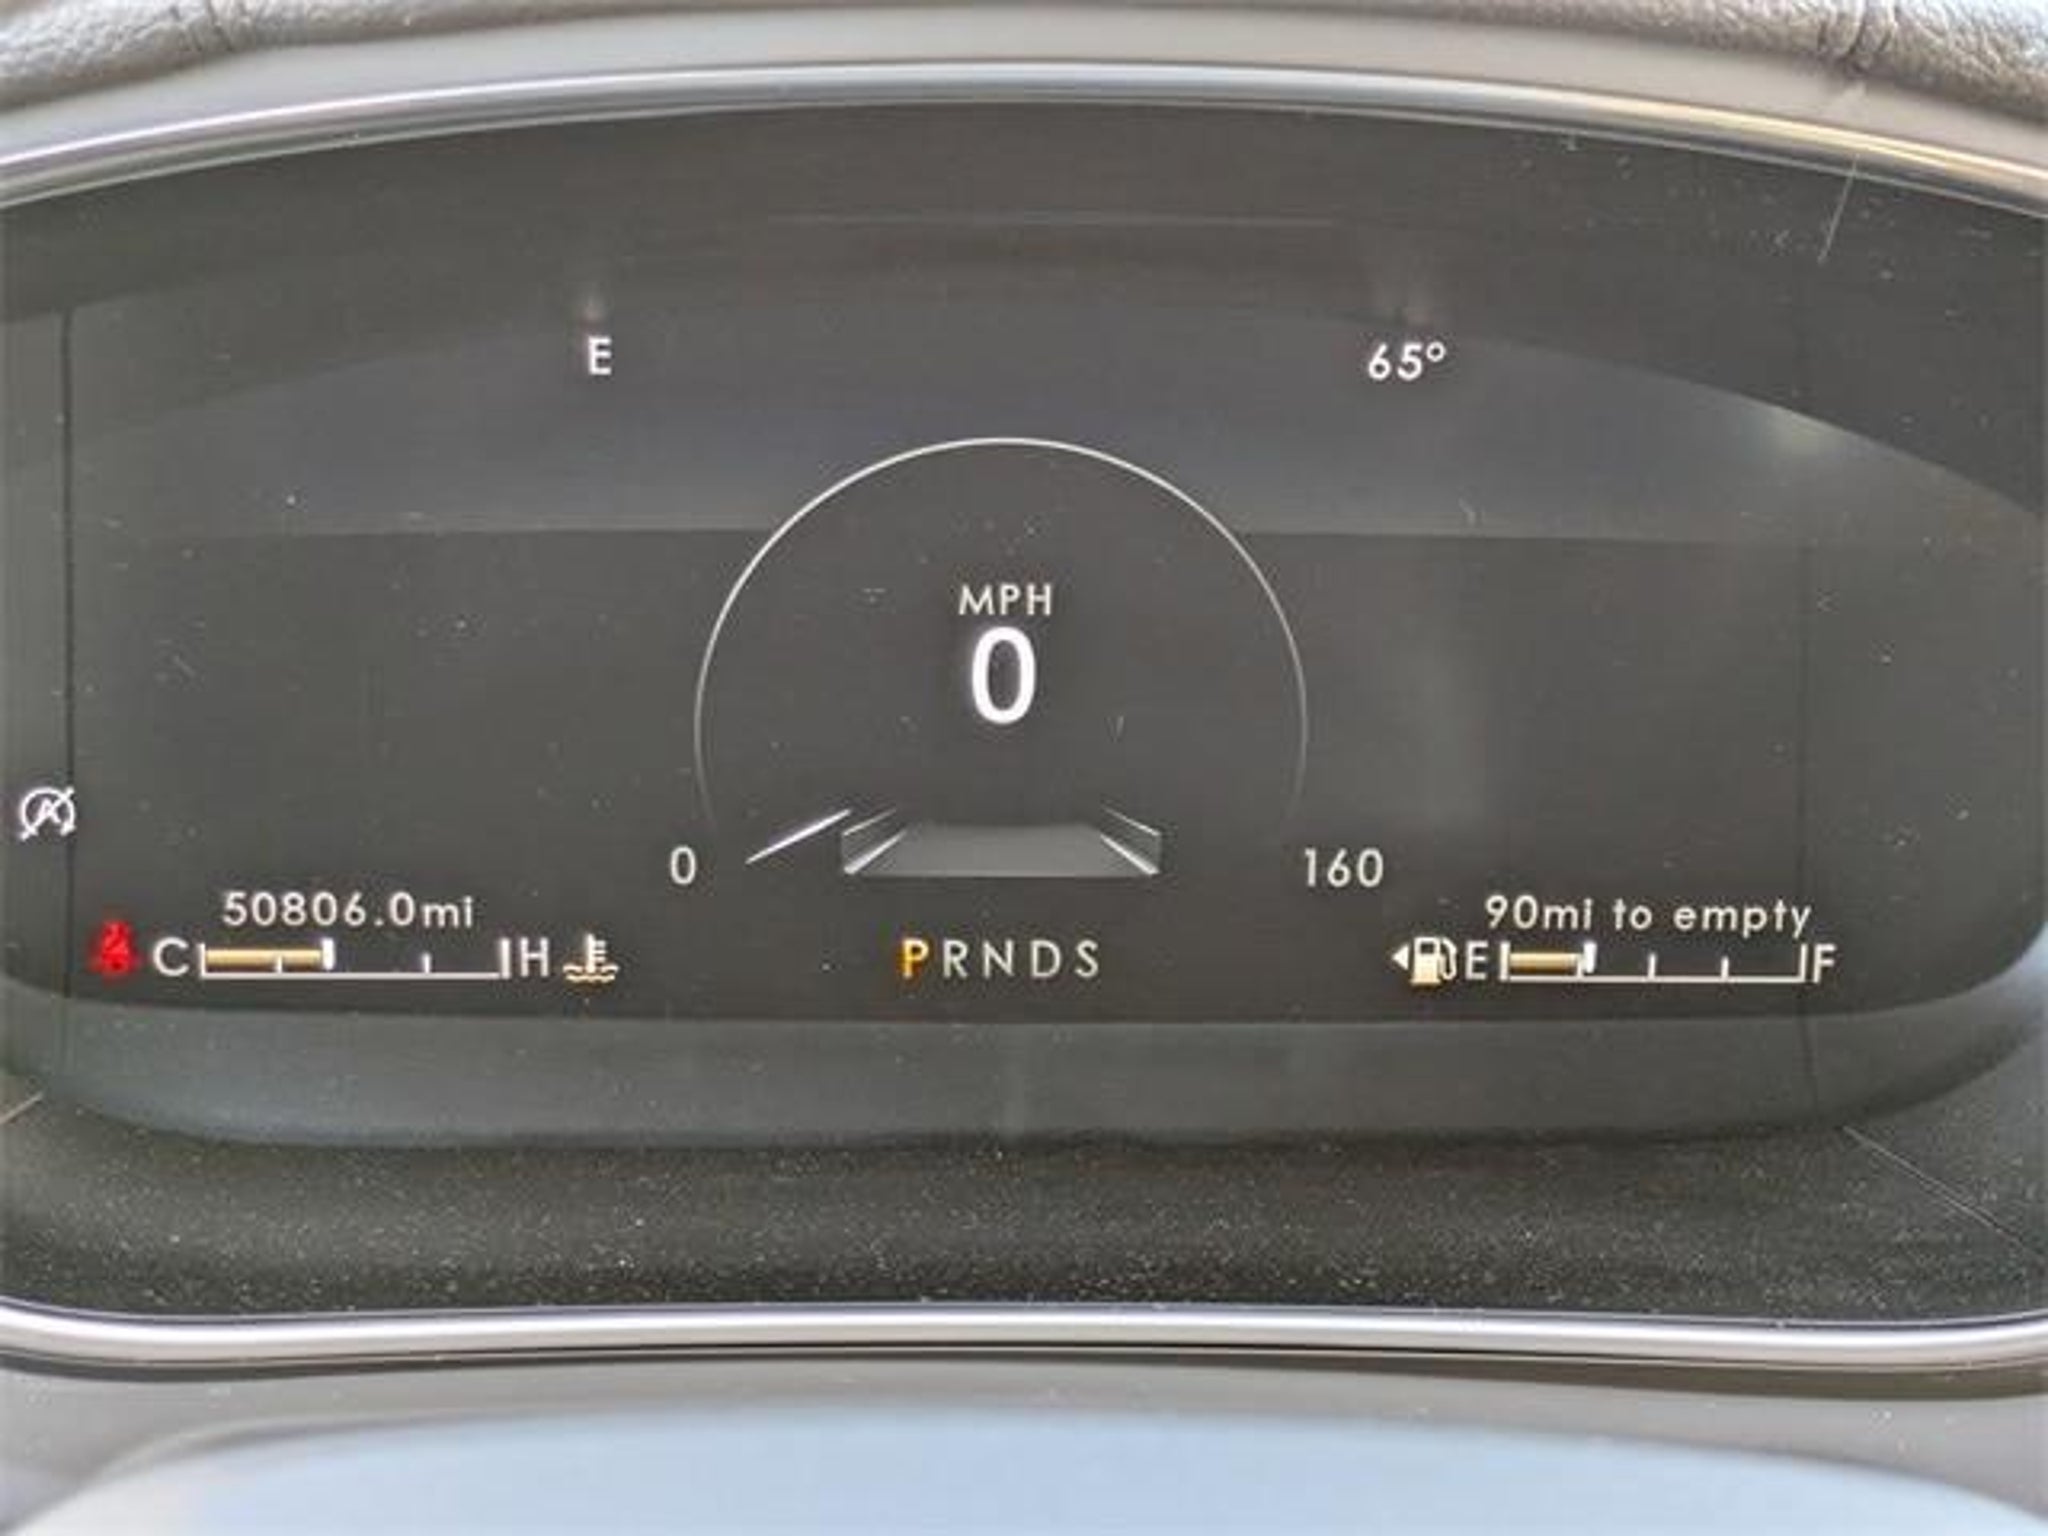 E
65°
MPH
0
0
160
50806.0mi
90mi to empty
C
H
PRNDS
E
F